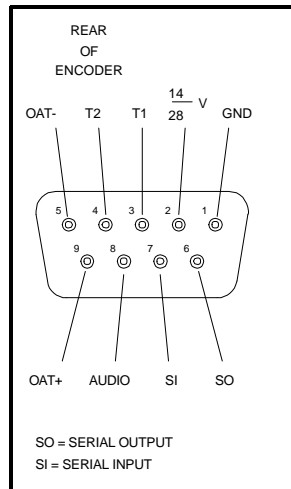 REAR
OF
ENCODER
14
OAT- T2 T1 28 V GND
5 4 3 2 1
9 8 7 6
OAT+ AUDIO SI SO
SO = SERIAL OUTPUT
SI = SERIAL INPUT